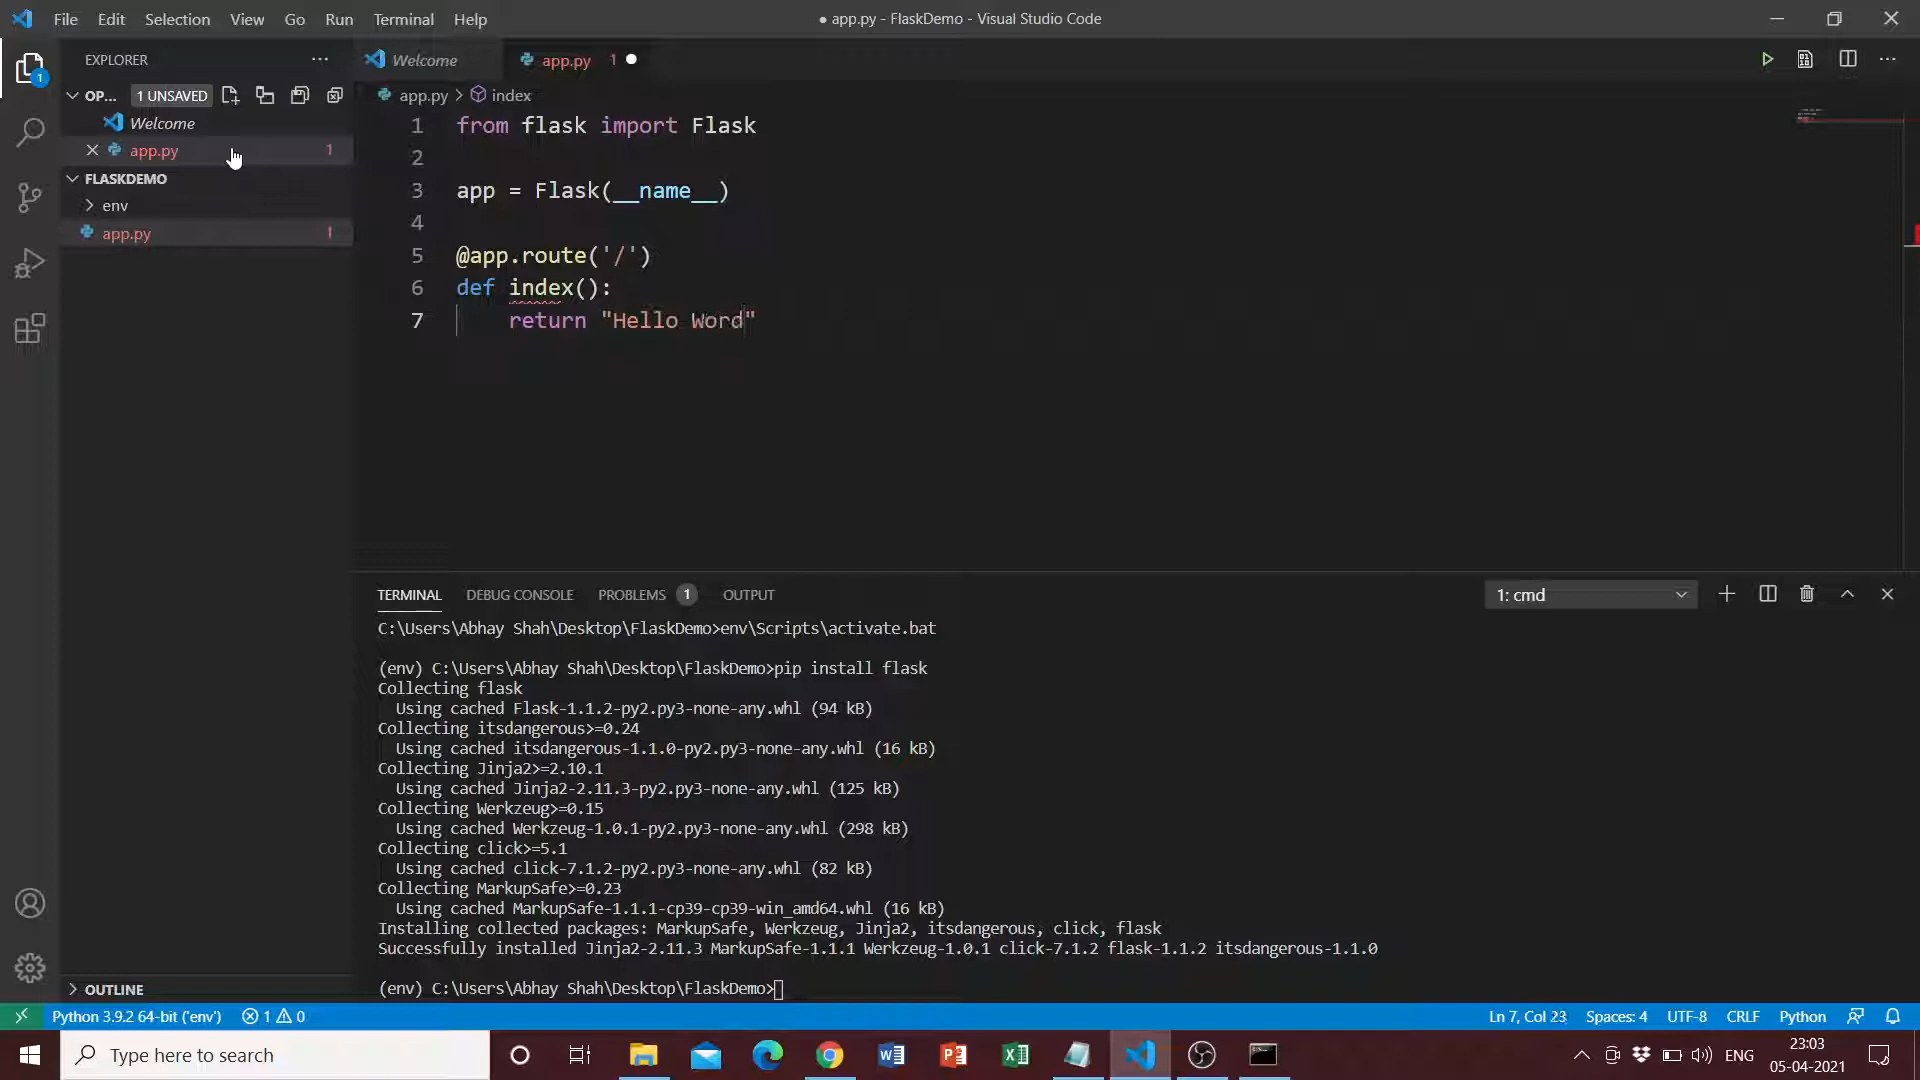 File Edit Selection View Go Run Terminal Help
● app.py - FlaskDemo - Visual Studio Code
EXPLORER
OP... 1 UNSAVED
Welcome
app.py 1
FLASKDEMO
env
app.py 1
OUTLINE
Welcome app.py 1
app.py > index
1 from flask import Flask
2
3 app = Flask(__name__)
4
5 @app.route('/')
6 def index():
7 return "Hello Word"
TERMINAL DEBUG CONSOLE PROBLEMS 1 OUTPUT
1: cmd
C:\Users\Abhay Shah\Desktop\FlaskDemo>env\Scripts\activate.bat
(env) C:\Users\Abhay Shah\Desktop\FlaskDemo>pip install flask
Collecting flask
Using cached Flask-1.1.2-py2.py3-none-any.whl (94 kB)
Collecting itsdangerous>=0.24
Using cached itsdangerous-1.1.0-py2.py3-none-any.whl (16 kB)
Collecting Jinja2>=2.10.1
Using cached Jinja2-2.11.3-py2.py3-none-any.whl (125 kB)
Collecting Werkzeug>=0.15
Using cached Werkzeug-1.0.1-py2.py3-none-any.whl (298 kB)
Collecting click>=5.1
Using cached click-7.1.2-py2.py3-none-any.whl (82 kB)
Collecting MarkupSafe>=0.23
Using cached MarkupSafe-1.1.1-cp39-cp39-win_amd64.whl (16 kB)
Installing collected packages: MarkupSafe, Werkzeug, Jinja2, itsdangerous, click, flask
Successfully installed Jinja2-2.11.3 MarkupSafe-1.1.1 Werkzeug-1.0.1 click-7.1.2 flask-1.1.2 itsdangerous-1.1.0
(env) C:\Users\Abhay Shah\Desktop\FlaskDemo>
Python 3.9.2 64-bit ('env') 1 0
Ln 7, Col 23 Spaces: 4 UTF-8 CRLF Python
Type here to search
ENG
23:03
05-04-2021